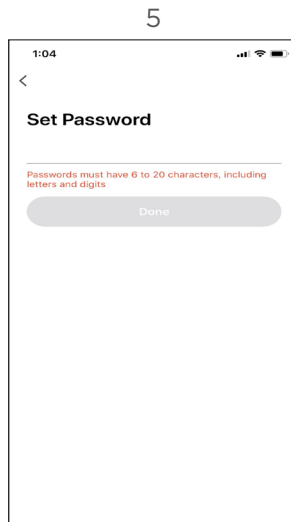 5
1:04
Set Password
Passwords must have 6 to 20 characters, including
letters and digits
Done